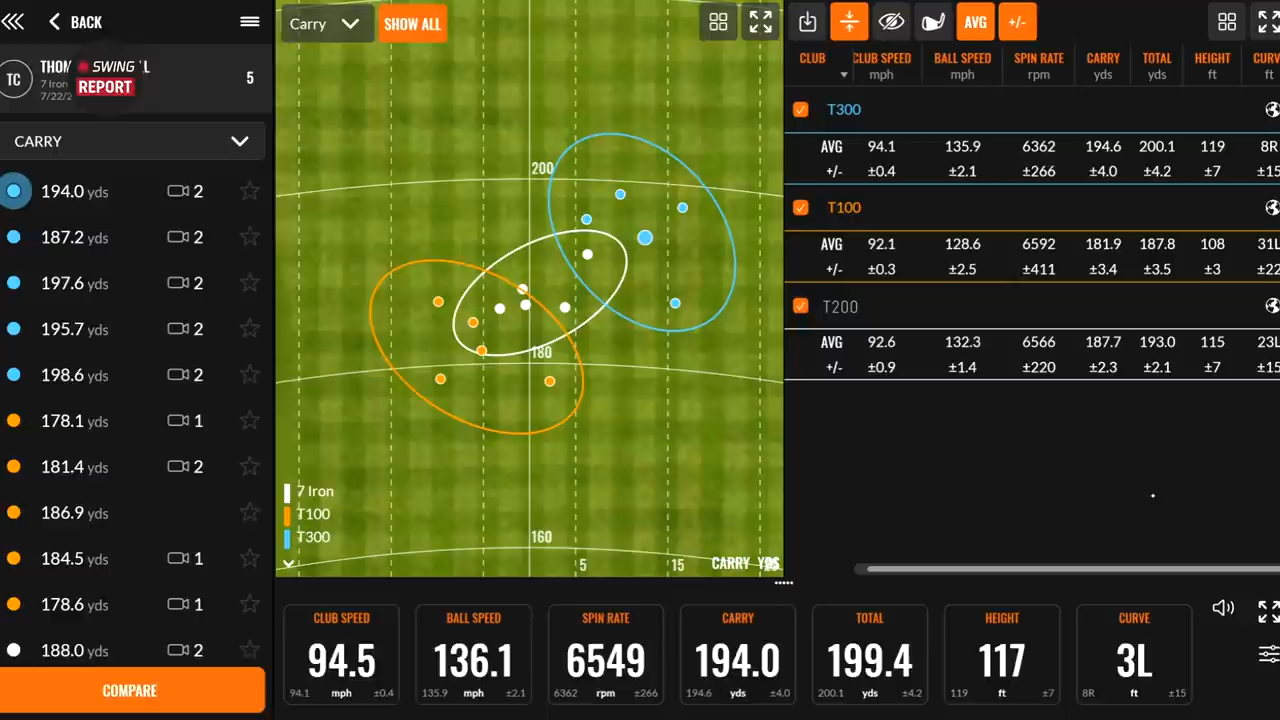 BACK
TC
THOM
SWING
REPORT
7 Iron
7/22/2
5
CARRY
194.0 yds 2
187.2 yds 2
197.6 yds 2
195.7 yds 2
198.6 yds 2
178.1 yds 1
181.4 yds 2
186.9 yds
184.5 yds 1
178.6 yds 1
188.0 yds 2
COMPARE
Carry
SHOW ALL
200
180
160
5
15
7 Iron
T100
T300
CARRY YDS
AVG
+/-
CLUB CLUB SPEED BALL SPEED SPIN RATE CARRY TOTAL HEIGHT CURV
mph mph rpm yds yds ft ft
T300
AVG 94.1 135.9 6362 194.6 200.1 119 8R
+/- ±0.4 ±2.1 ±266 ±4.0 ±4.2 ±7 ±15
T100
AVG 92.1 128.6 6592 181.9 187.8 108 31L
+/- ±0.3 ±2.5 ±411 ±3.4 ±3.5 ±3 ±22
T200
AVG 92.6 132.3 6566 187.7 193.0 115 23L
+/- ±0.9 ±1.4 ±220 ±2.3 ±2.1 ±7 ±15
CLUB SPEED BALL SPEED SPIN RATE CARRY TOTAL HEIGHT CURVE
94.5 136.1 6549 194.0 199.4 117 3L
94.1 mph ±0.4 135.9 mph ±2.1 6362 rpm ±266 194.6 yds ±4.0 200.1 yds ±4.2 119 ft ±7 8R ft ±15